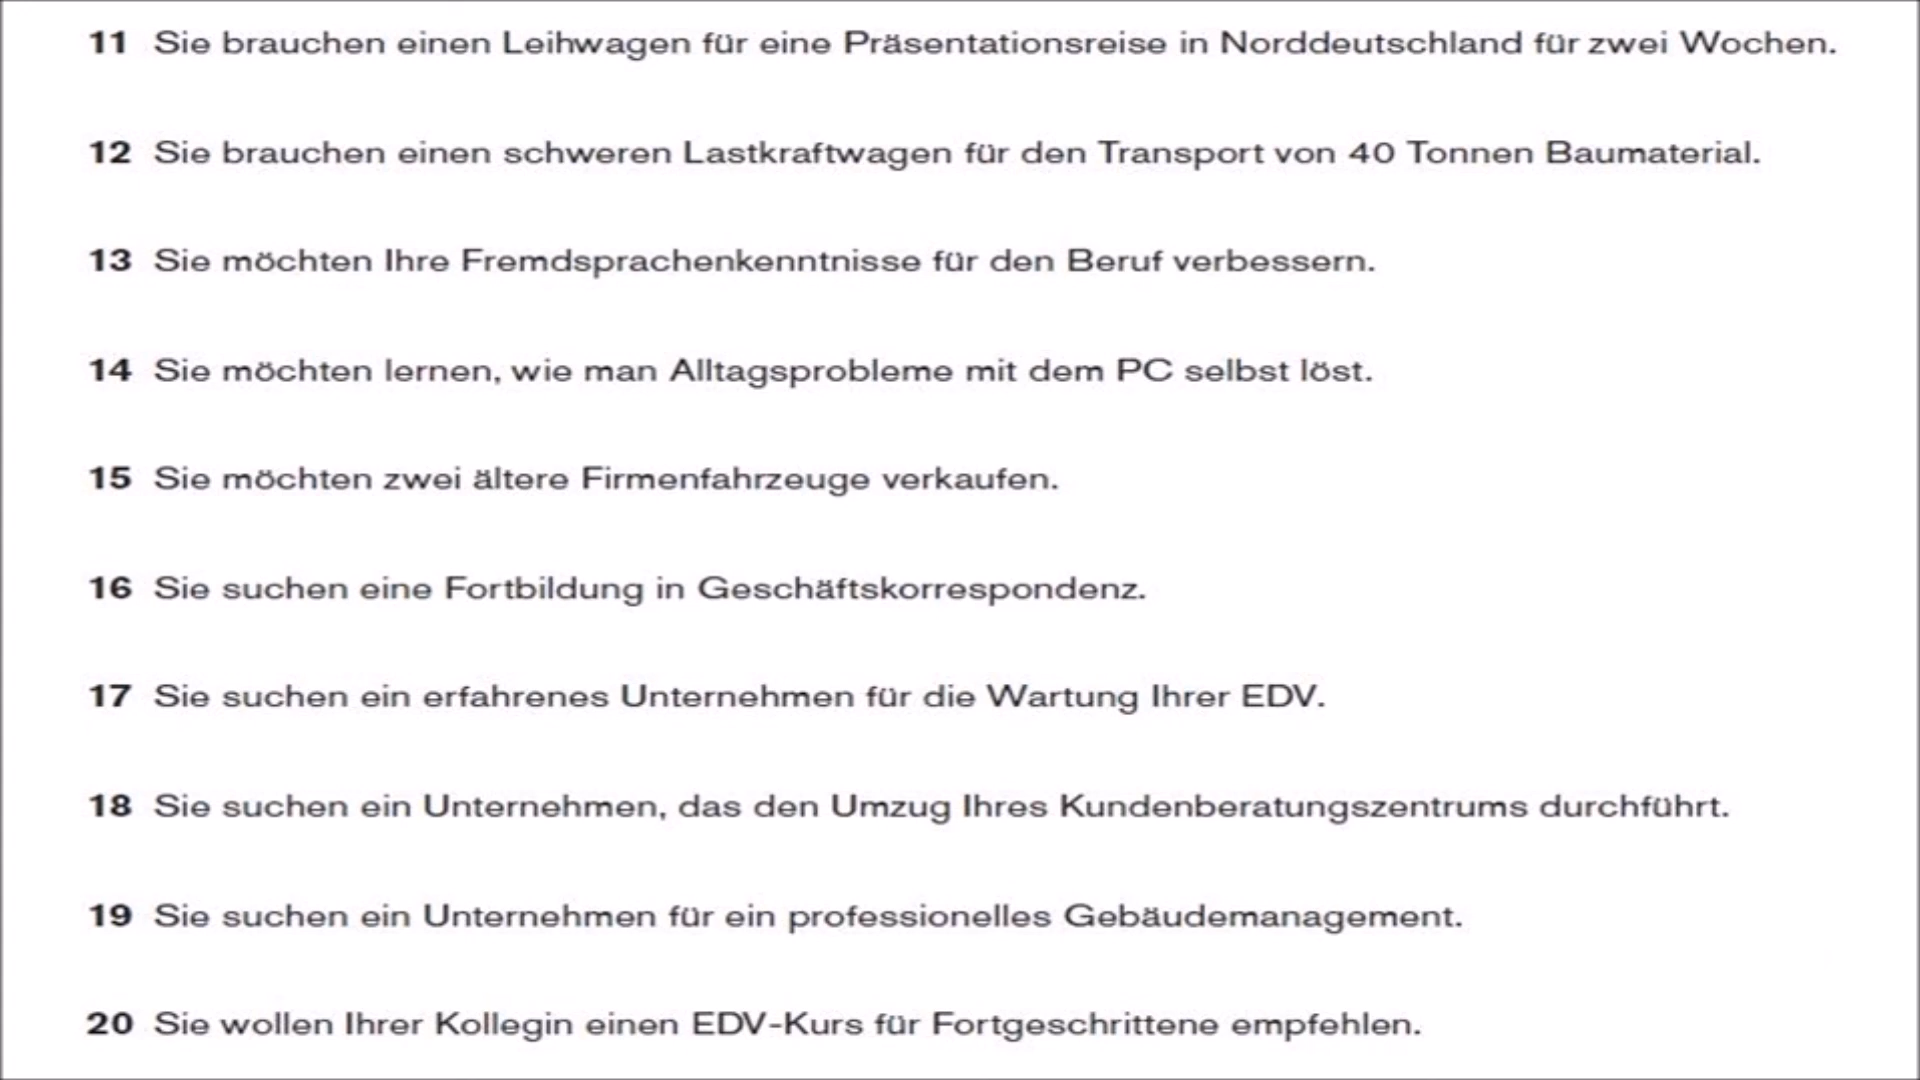 11 Sie brauchen einen Leihwagen für eine Präsentationsreise in Norddeutschland für zwei Wochen.
12 Sie brauchen einen schweren Lastkraftwagen für den Transport von 40 Tonnen Baumaterial.
13 Sie möchten Ihre Fremdsprachenkenntnisse für den Beruf verbessern.
14 Sie möchten lernen, wie man Alltagsprobleme mit dem PC selbst löst.
15 Sie möchten zwei ältere Firmenfahrzeuge verkaufen.
16 Sie suchen eine Fortbildung in Geschäftskorrespondenz.
17 Sie suchen ein erfahrenes Unternehmen für die Wartung Ihrer EDV.
18 Sie suchen ein Unternehmen, das den Umzug Ihres Kundenberatungszentrums durchführt.
19 Sie suchen ein Unternehmen für ein professionelles Gebäudemanagement.
20 Sie wollen Ihrer Kollegin einen EDV-Kurs für Fortgeschrittene empfehlen.